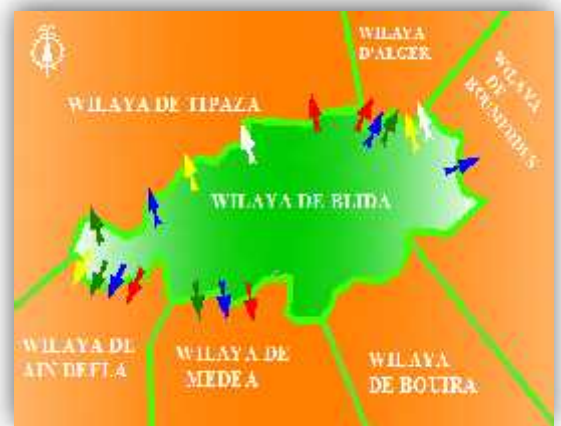 WILAYA
D'ALGER
WILAYA
DE
BOUMERDES
WILAYA DE TIPAZA
WILAYA DE BLIDA
WILAYA DE
AIN DEFLA
WILAYA DE
MEDEA
WILAYA
DE BOUIRA